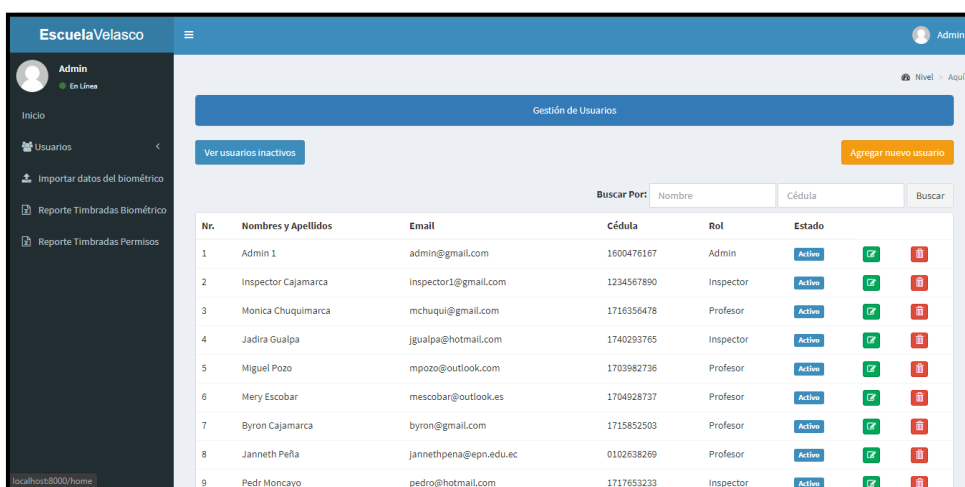 EscuelaVelasco
Admin
Admin
En Línea
Nivel > Aquí
Inicio
Usuarios
Importar datos del biométrico
Reporte Timbradas Biométrico
Reporte Timbradas Permisos
Gestión de Usuarios
Ver usuarios inactivos
Agregar nuevo usuario
Buscar Por: Nombre Cédula Buscar
Nr. Nombres y Apellidos Email Cédula Rol Estado
1 Admin 1 admin@gmail.com 1600476167 Admin Activo
2 Inspector Cajamarca inspector1@gmail.com 1234567890 Inspector Activo
3 Monica Chuquimarca mchuqui@gmail.com 1716356478 Profesor Activo
4 Jadira Gualpa jgualpa@hotmail.com 1740293765 Inspector Activo
5 Miguel Pozo mpozo@outlook.com 1703982736 Profesor Activo
6 Mery Escobar mescobar@outlook.es 1704928737 Profesor Activo
7 Byron Cajamarca byron@gmail.com 1715852503 Profesor Activo
8 Janneth Peña jannethpena@epn.edu.ec 0102638269 Profesor Activo
9 Pedr Moncayo pedro@hotmail.com 1717653233 Inspector Activo
localhost:8000/home